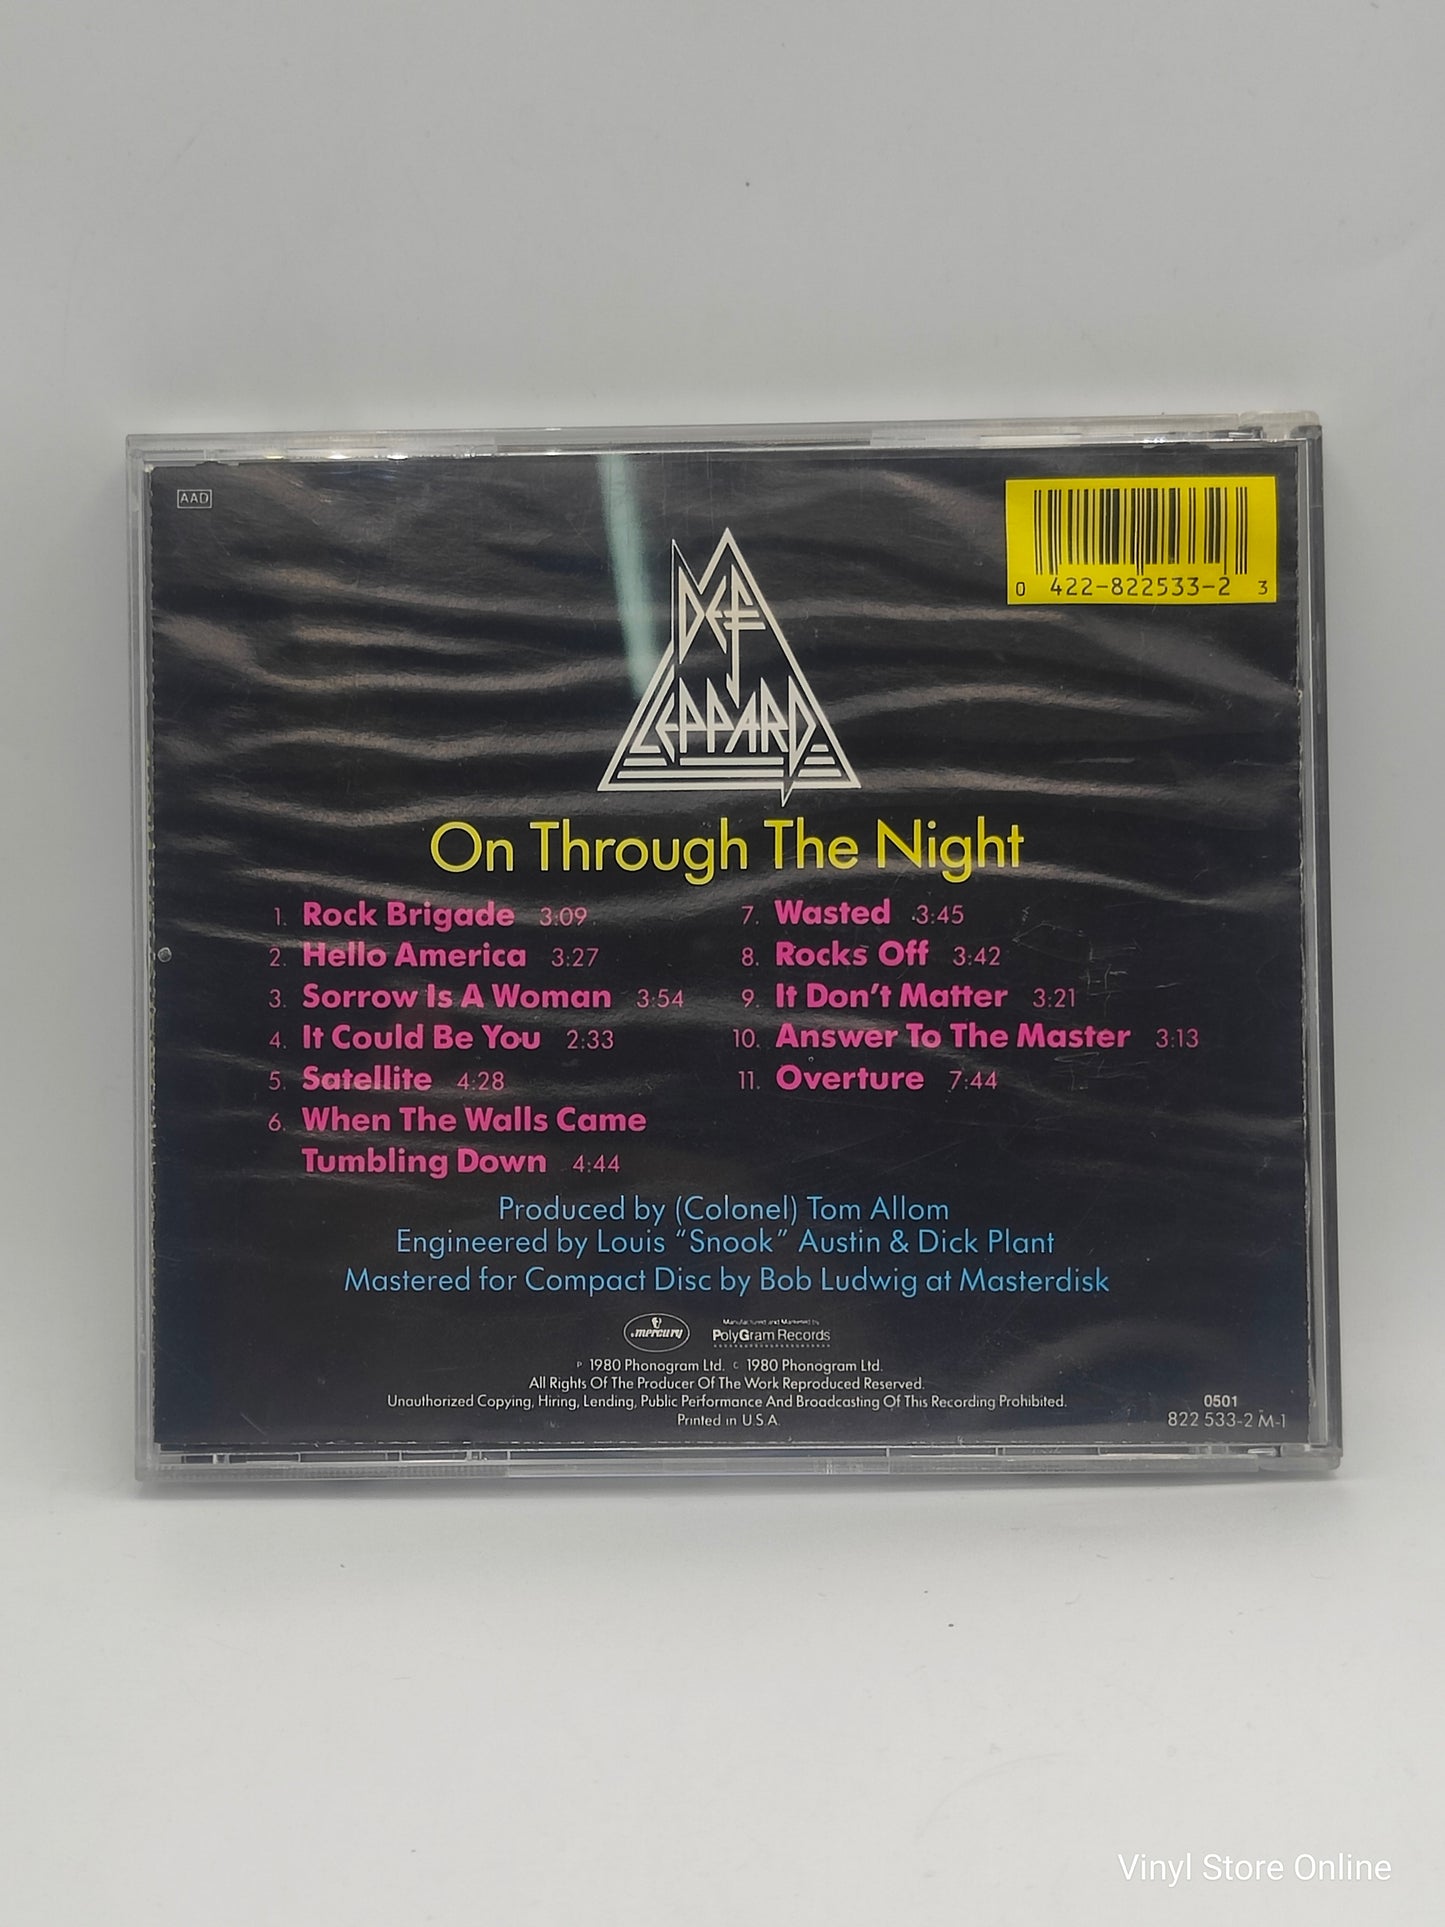 AAD
0 422-822533-2 3
DEF
LEPPARD
On Through The Night
1. Rock Brigade 3:09
2. Hello America 3:27
3. Sorrow Is A Woman 3:54
4. It Could Be You 2:33
5. Satellite 4:28
6. When The Walls Came
Tumbling Down 4:44
7. Wasted 3:45
8. Rocks Off 3:42
9. It Don't Matter 3:21
10. Answer To The Master 3:13
11. Overture 7:44
Produced by (Colonel) Tom Allom
Engineered by Louis "Snook" Austin & Dick Plant
Mastered for Compact Disc by Bob Ludwig at Masterdisk
mercury
Manufactured and Marketed by
PolyGram Records
℗ 1980 Phonogram Ltd. © 1980 Phonogram Ltd.
All Rights Of The Producer Of The Work Reproduced Reserved.
Unauthorized Copying, Hiring, Lending, Public Performance And Broadcasting Of This Recording Prohibited.
Printed in U.S.A.
0501
822 533-2 M-1
Vinyl Store Online